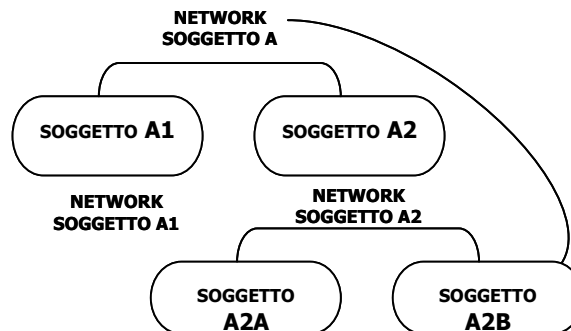 NETWORK
SOGGETTO A
SOGGETTO A1
SOGGETTO A2
NETWORK
SOGGETTO A1
NETWORK
SOGGETTO A2
SOGGETTO
A2A
SOGGETTO
A2B